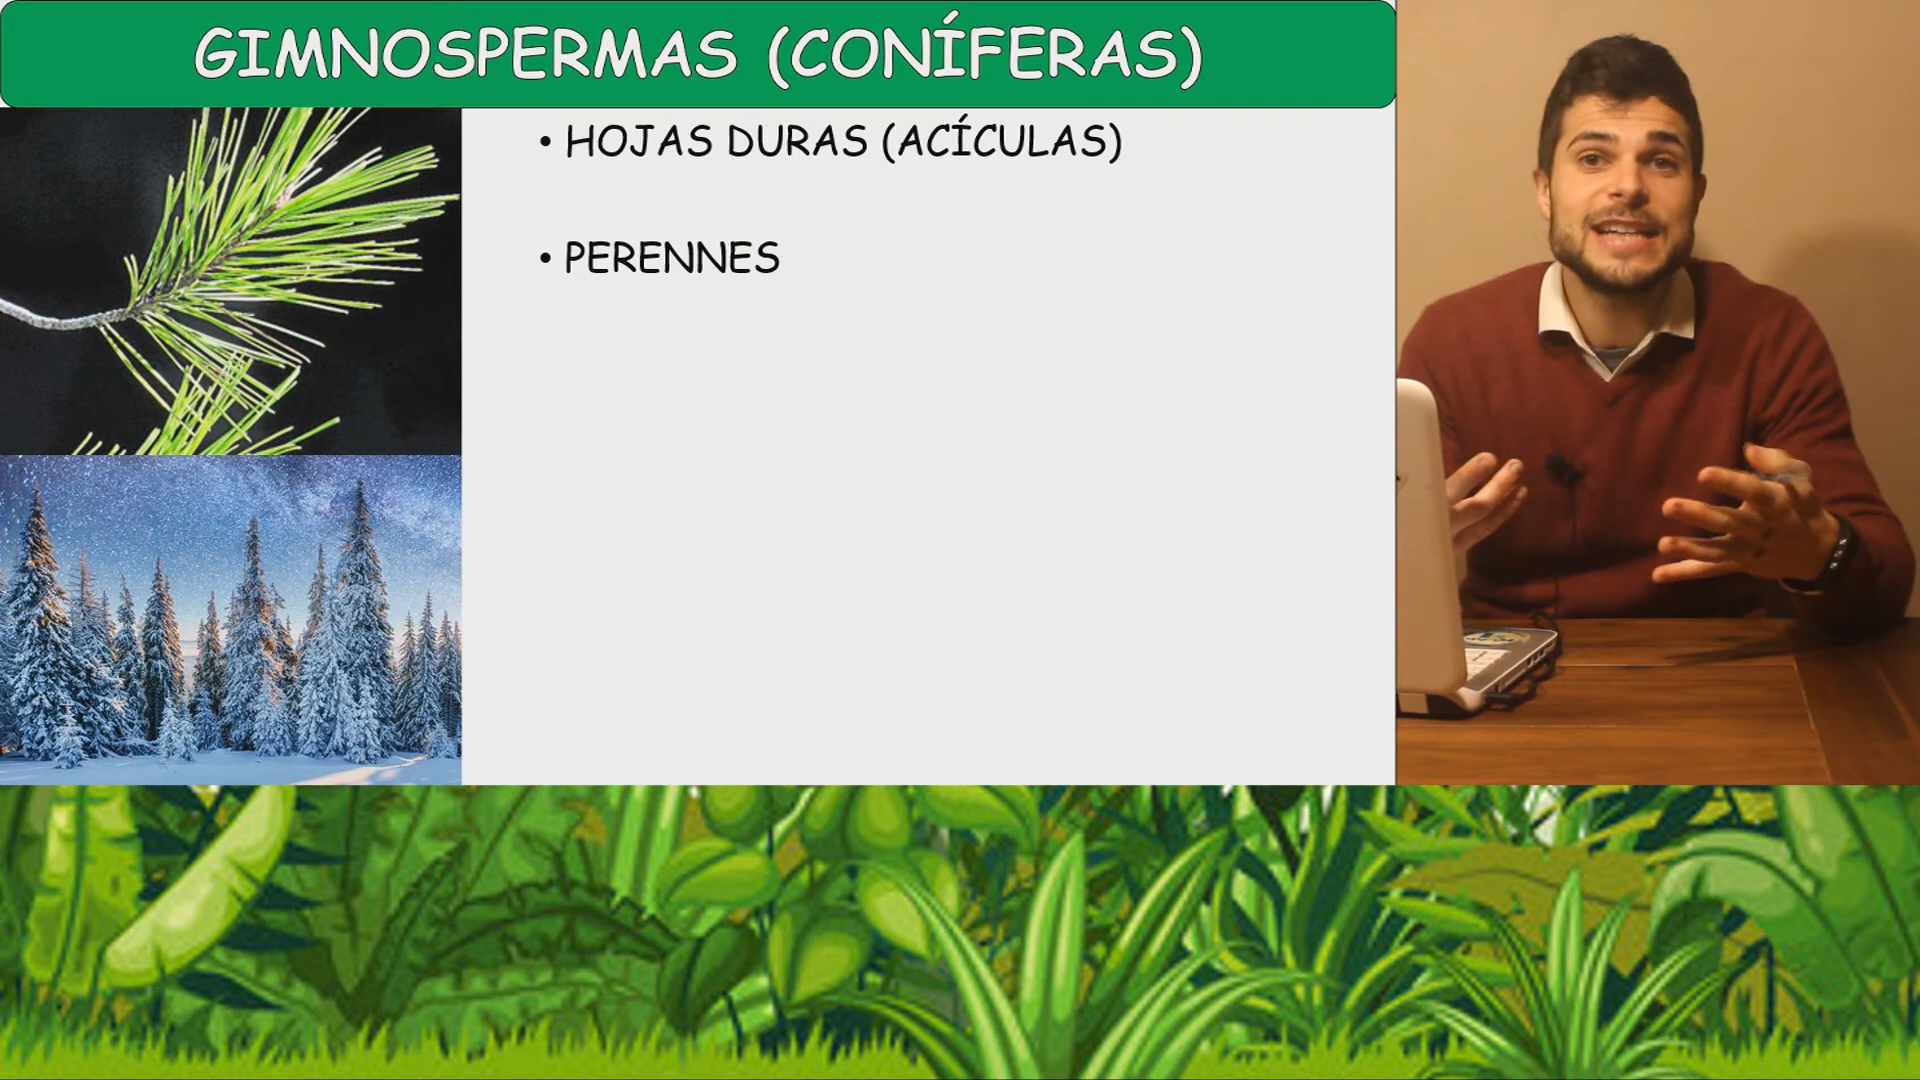 GIMNOSPERMAS (CONÍFERAS)
• HOJAS DURAS (ACÍCULAS)
• PERENNES